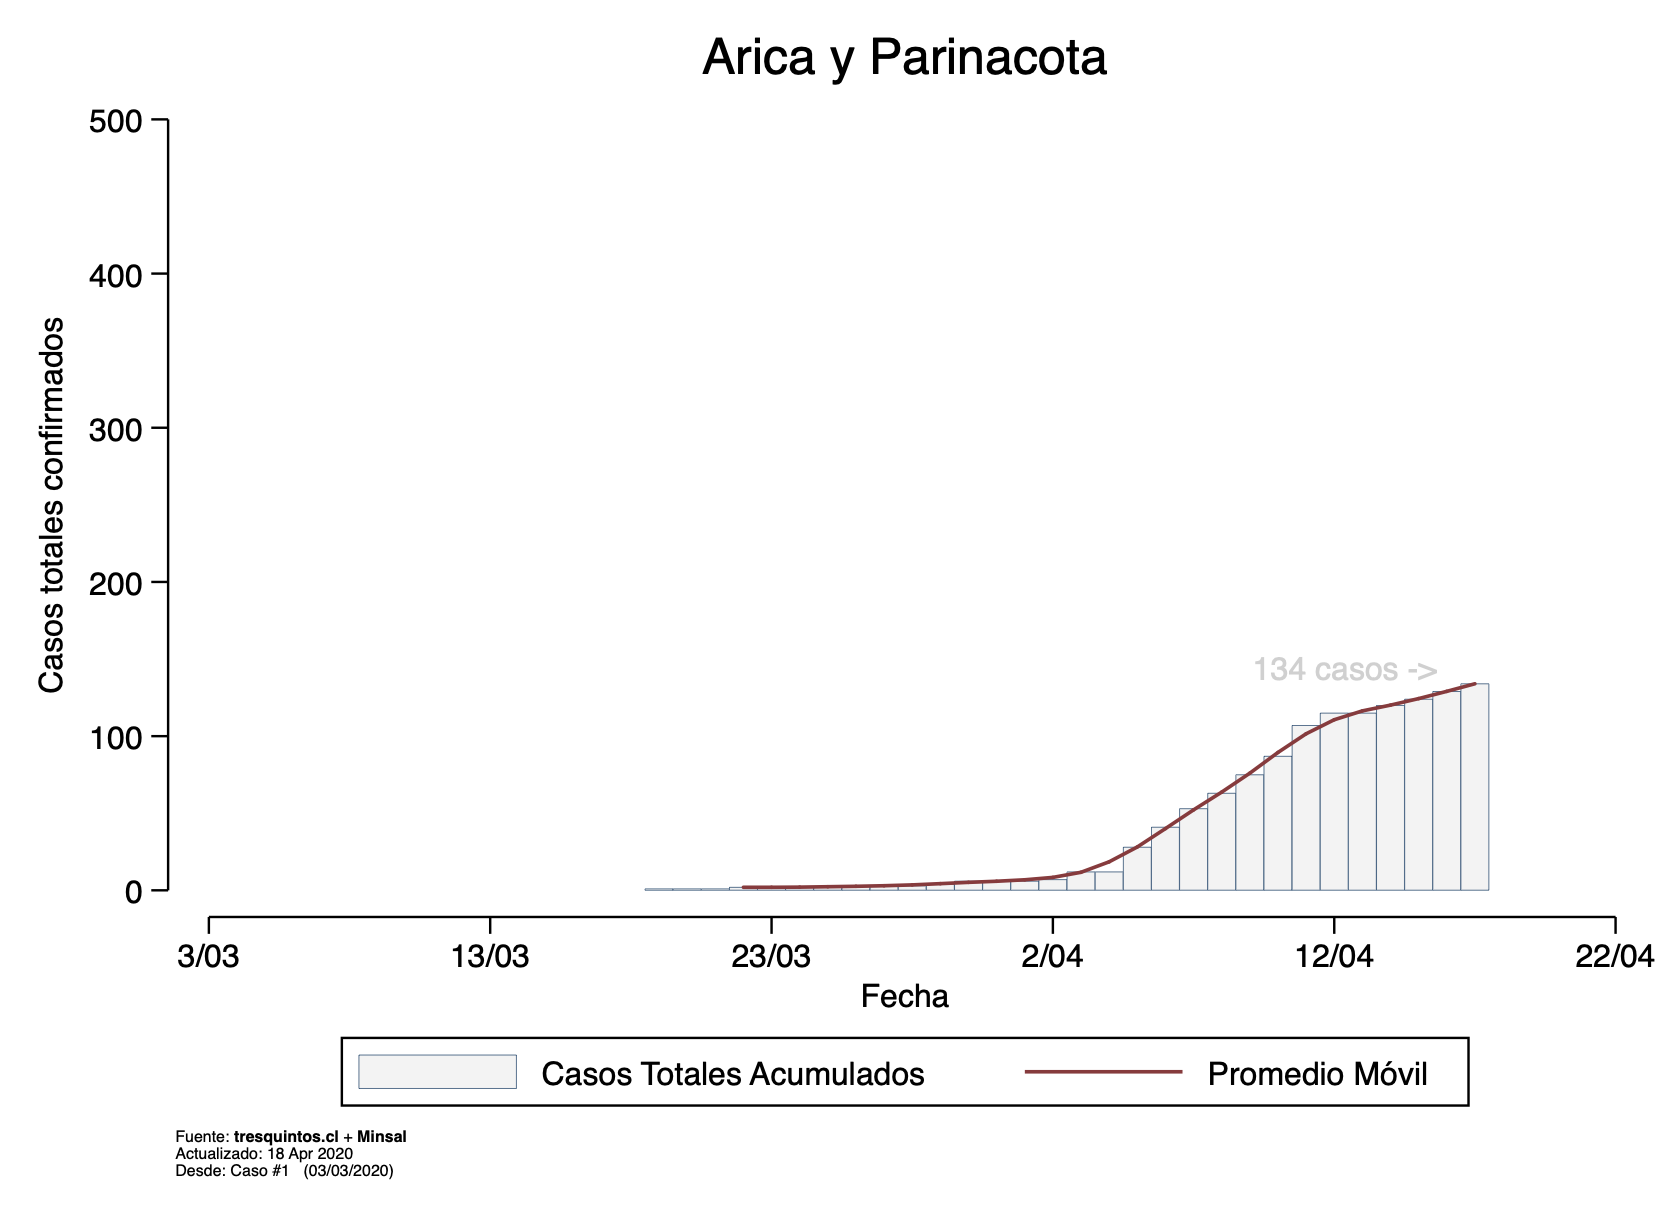 Arica y Parinacota
500
400
300
200
100
0
Casos totales confirmados
134 casos ->
3/03 13/03 23/03 2/04 12/04 22/04
Fecha
Casos Totales Acumulados Promedio Móvil
Fuente: tresquintos.cl + Minsal
Actualizado: 18 Apr 2020
Desde: Caso #1 (03/03/2020)